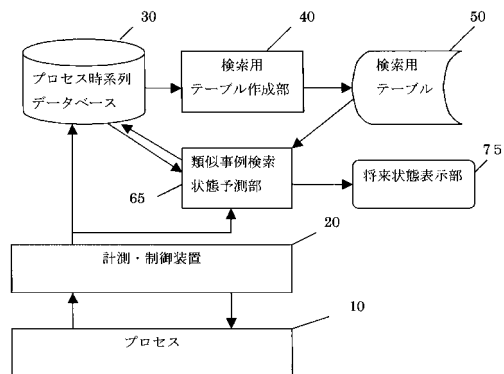 30
40
50
プロセス時系列
データベース
検索用
テーブル作成部
検索用
テーブル
類似事例検索
状態予測部
65
75
将来状態表示部
20
計測・制御装置
10
プロセス